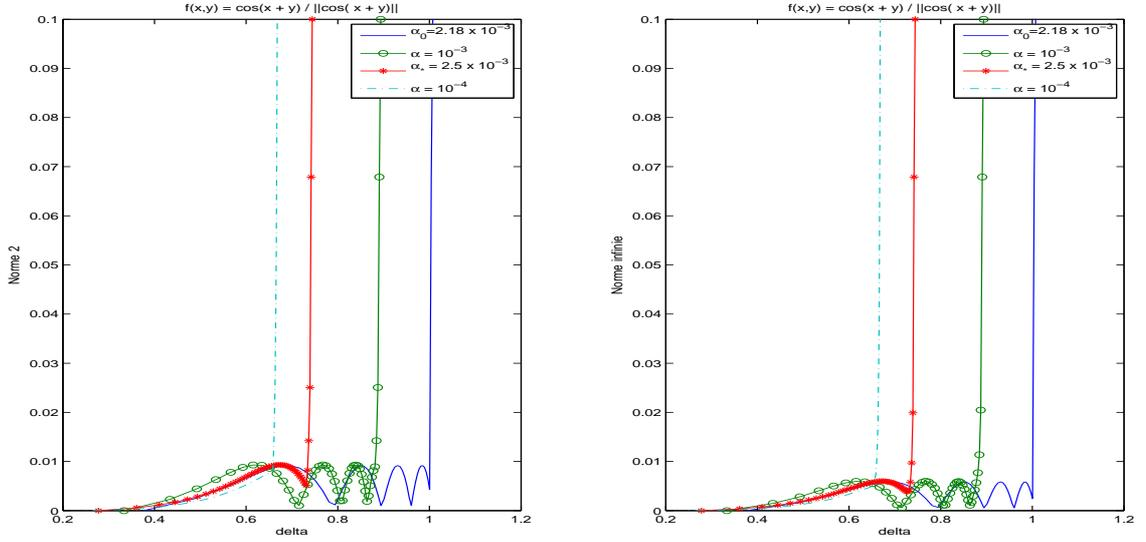 f(x,y) = cos(x + y) / ||cos( x + y)||
α₀=2.18 x 10⁻³
α = 10⁻³
α* = 2.5 x 10⁻³
α = 10⁻⁴
0.1
0.09
0.08
0.07
0.06
0.05
0.04
0.03
0.02
0.01
0
Norme 2
0.2 0.4 0.6 0.8 1 1.2
delta
f(x,y) = cos(x + y) / ||cos( x + y)||
α₀=2.18 x 10⁻³
α = 10⁻³
α* = 2.5 x 10⁻³
α = 10⁻⁴
0.1
0.09
0.08
0.07
0.06
0.05
0.04
0.03
0.02
0.01
0
Norme infinie
0.2 0.4 0.6 0.8 1 1.2
delta